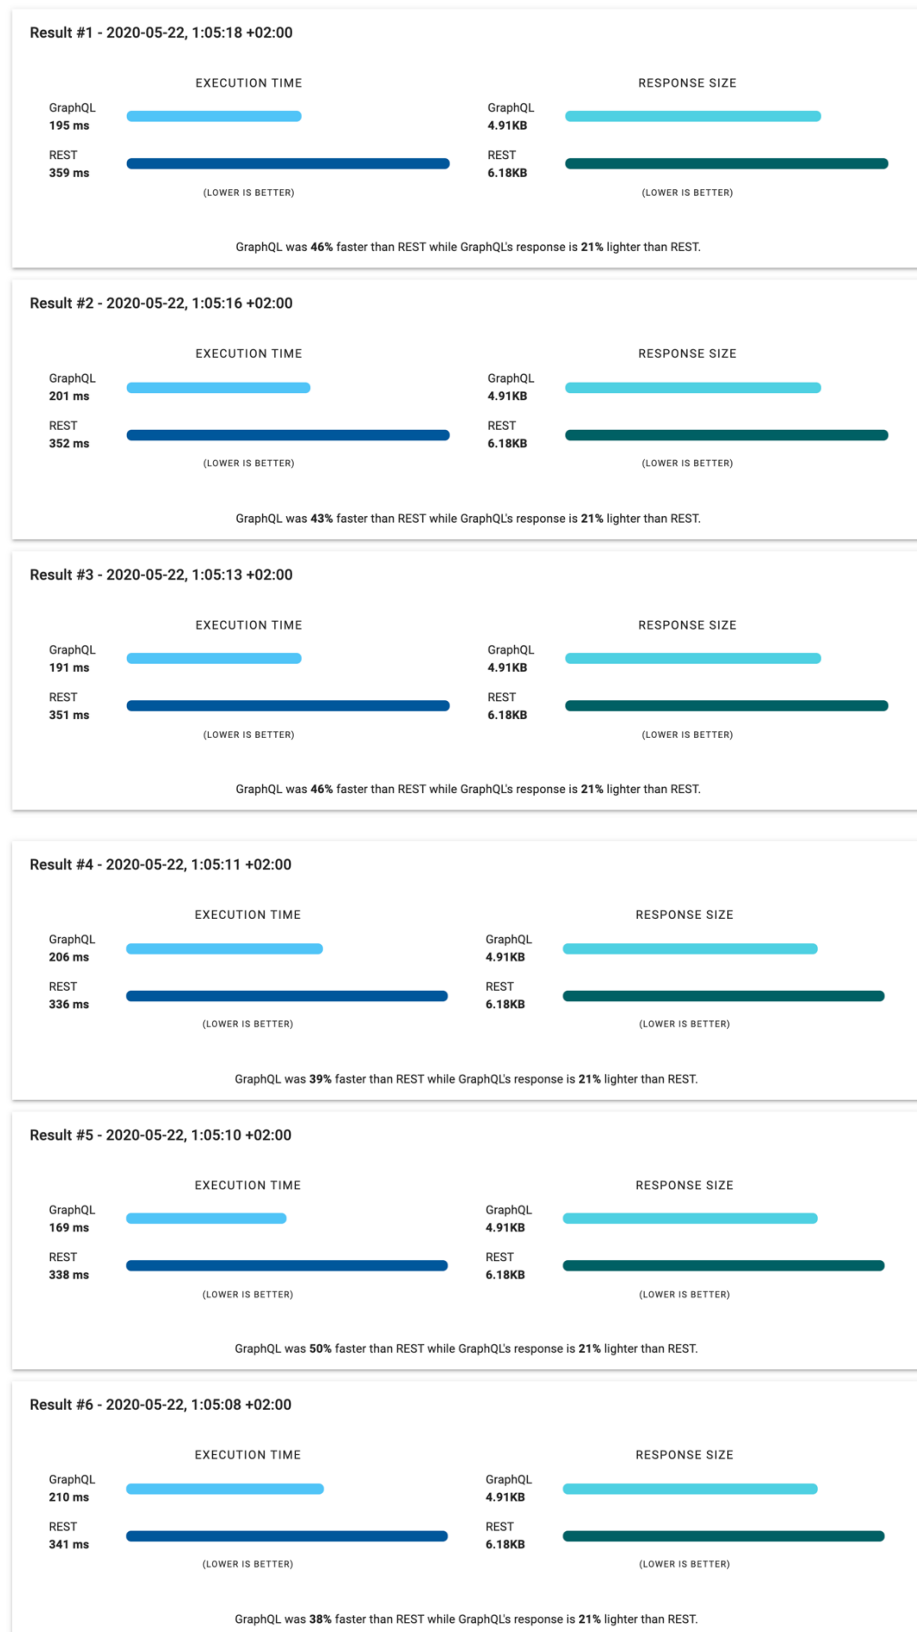 Result #1 - 2020-05-22, 1:05:18 +02:00
EXECUTION TIME
GraphQL
195 ms
REST
359 ms
(LOWER IS BETTER)
RESPONSE SIZE
GraphQL
4.91KB
REST
6.18KB
(LOWER IS BETTER)
GraphQL was 46% faster than REST while GraphQL's response is 21% lighter than REST.
Result #2 - 2020-05-22, 1:05:16 +02:00
EXECUTION TIME
GraphQL
201 ms
REST
352 ms
(LOWER IS BETTER)
RESPONSE SIZE
GraphQL
4.91KB
REST
6.18KB
(LOWER IS BETTER)
GraphQL was 43% faster than REST while GraphQL's response is 21% lighter than REST.
Result #3 - 2020-05-22, 1:05:13 +02:00
EXECUTION TIME
GraphQL
191 ms
REST
351 ms
(LOWER IS BETTER)
RESPONSE SIZE
GraphQL
4.91KB
REST
6.18KB
(LOWER IS BETTER)
GraphQL was 46% faster than REST while GraphQL's response is 21% lighter than REST.
Result #4 - 2020-05-22, 1:05:11 +02:00
EXECUTION TIME
GraphQL
206 ms
REST
336 ms
(LOWER IS BETTER)
RESPONSE SIZE
GraphQL
4.91KB
REST
6.18KB
(LOWER IS BETTER)
GraphQL was 39% faster than REST while GraphQL's response is 21% lighter than REST.
Result #5 - 2020-05-22, 1:05:10 +02:00
EXECUTION TIME
GraphQL
169 ms
REST
338 ms
(LOWER IS BETTER)
RESPONSE SIZE
GraphQL
4.91KB
REST
6.18KB
(LOWER IS BETTER)
GraphQL was 50% faster than REST while GraphQL's response is 21% lighter than REST.
Result #6 - 2020-05-22, 1:05:08 +02:00
EXECUTION TIME
GraphQL
210 ms
REST
341 ms
(LOWER IS BETTER)
RESPONSE SIZE
GraphQL
4.91KB
REST
6.18KB
(LOWER IS BETTER)
GraphQL was 38% faster than REST while GraphQL's response is 21% lighter than REST.